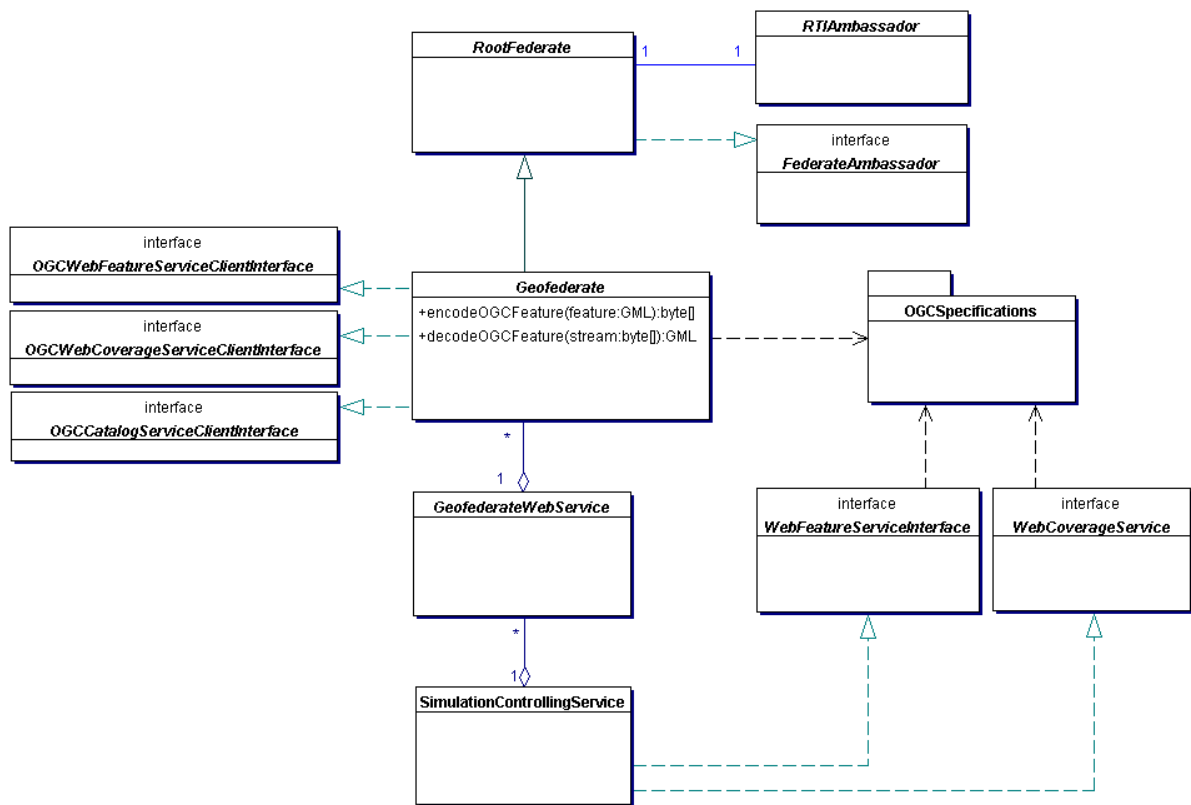 RTIAmbassador
RootFederate
1 1
interface
FederateAmbassador
interface
OGCWebFeatureServiceClientInterface
interface
OGCWebCoverageServiceClientInterface
interface
OGCCatalogServiceClientInterface
Geofederate
+encodeOGCFeature(feature:GML):byte[]
+decodeOGCFeature(stream:byte[]):GML
OGCSpecifications
*
1
GeofederateWebService
interface
WebFeatureServiceInterface
interface
WebCoverageService
*
1
SimulationControllingService